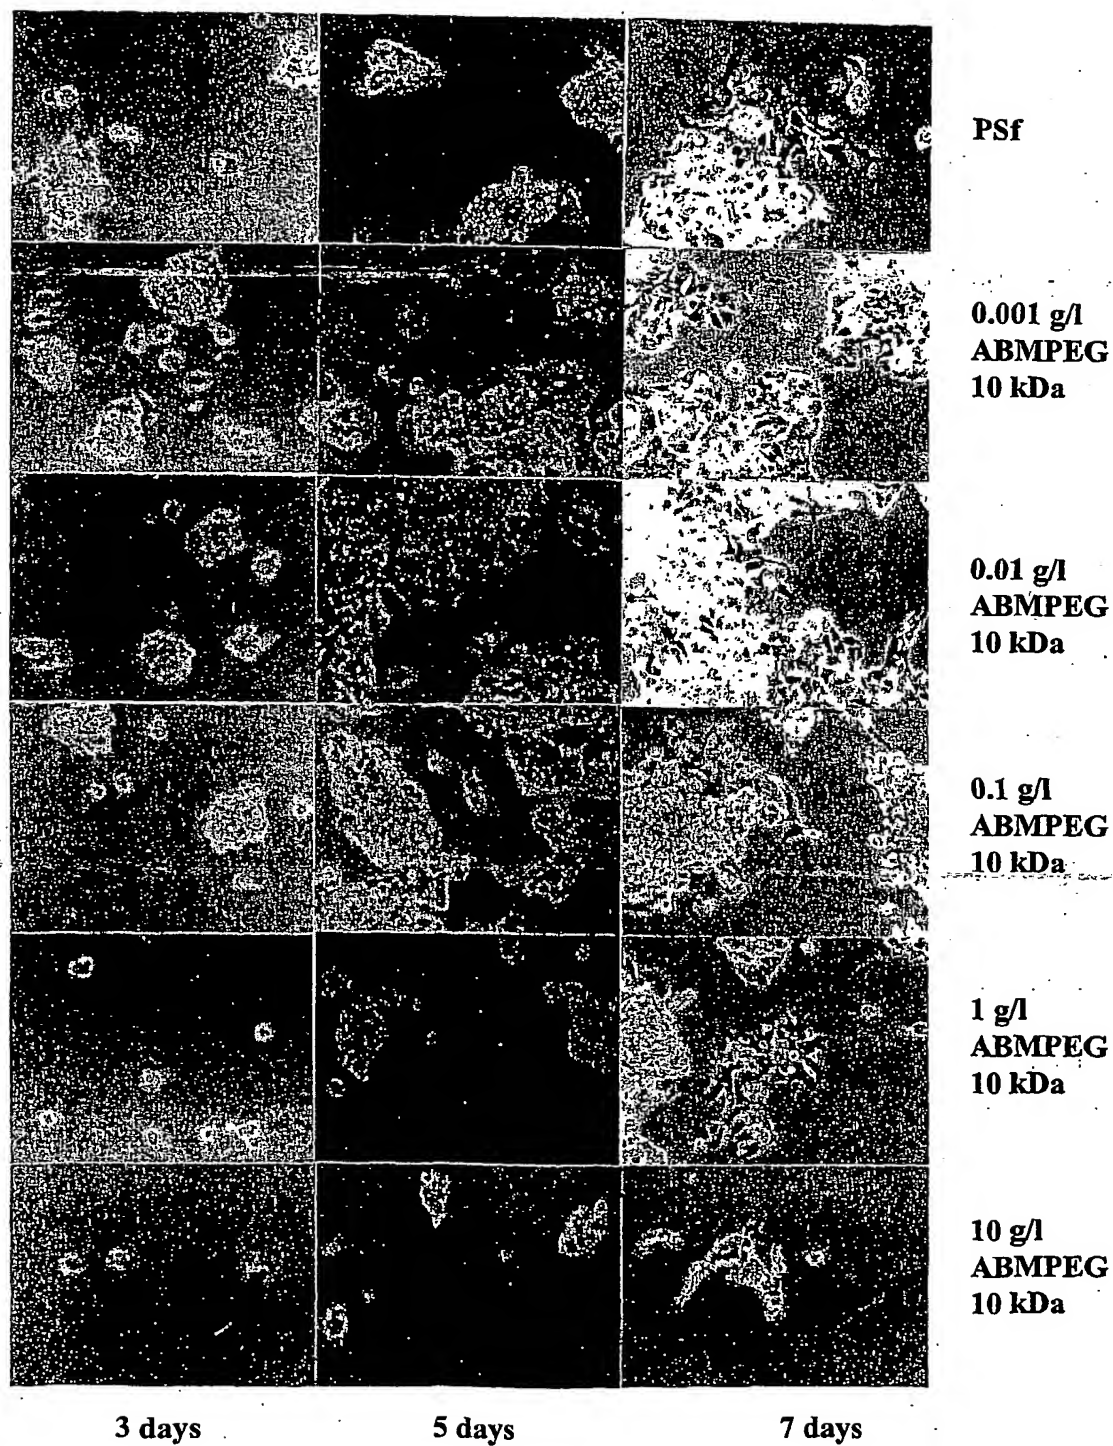 PSf
0.001 g/l
ABMPEG
10 kDa
0.01 g/l
ABMPEG
10 kDa
0.1 g/l
ABMPEG
10 kDa
1 g/l
ABMPEG
10 kDa
10 g/l
ABMPEG
10 kDa
3 days 5 days 7 days